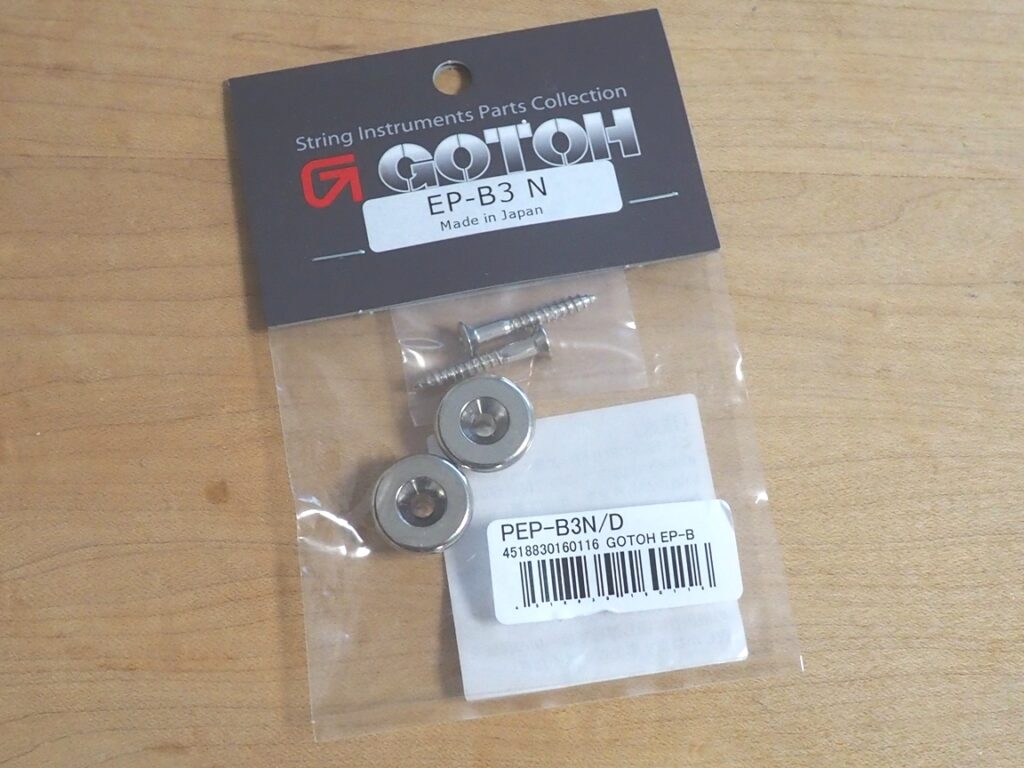 String Instruments Parts Collection
GOTOH
EP-B3 N
Made in Japan
PEP-B3N/D
4518830160116 GOTOH EP-B